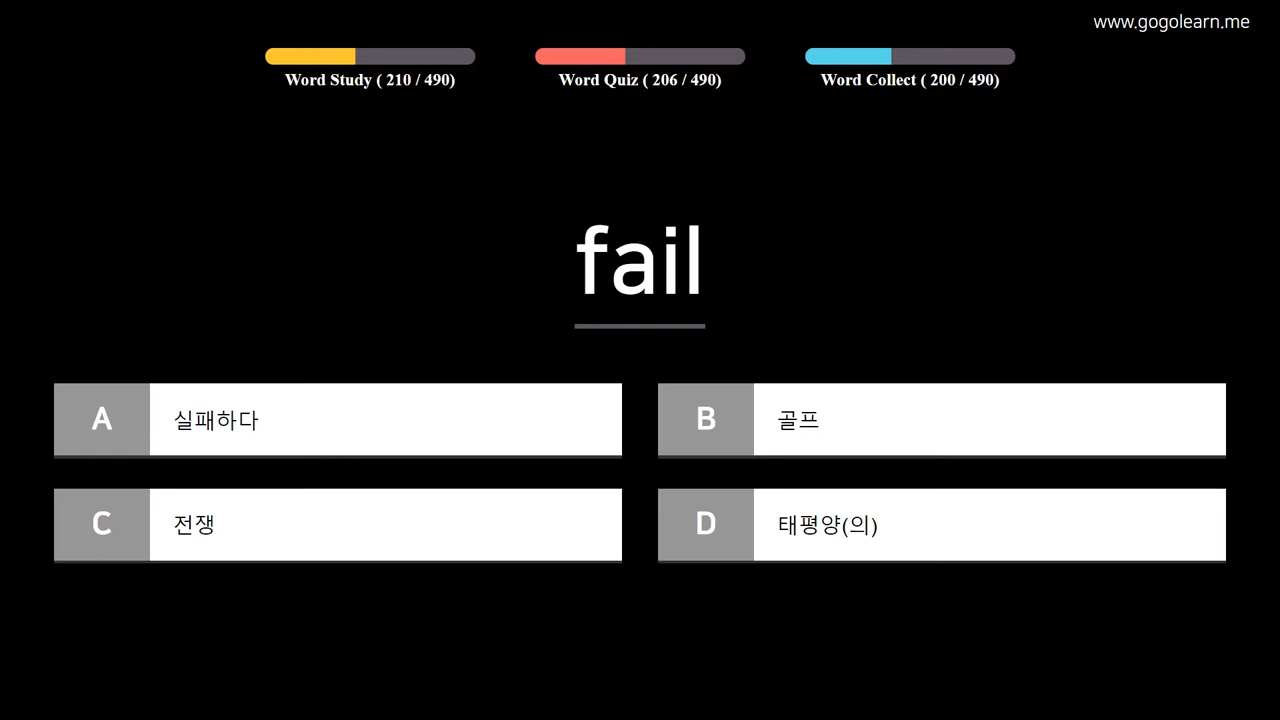 www.gogolearn.me
Word Study ( 210 / 490)
Word Quiz ( 206 / 490)
Word Collect ( 200 / 490)
fail
A 실패하다
B 골프
C 전쟁
D 태평양(의)